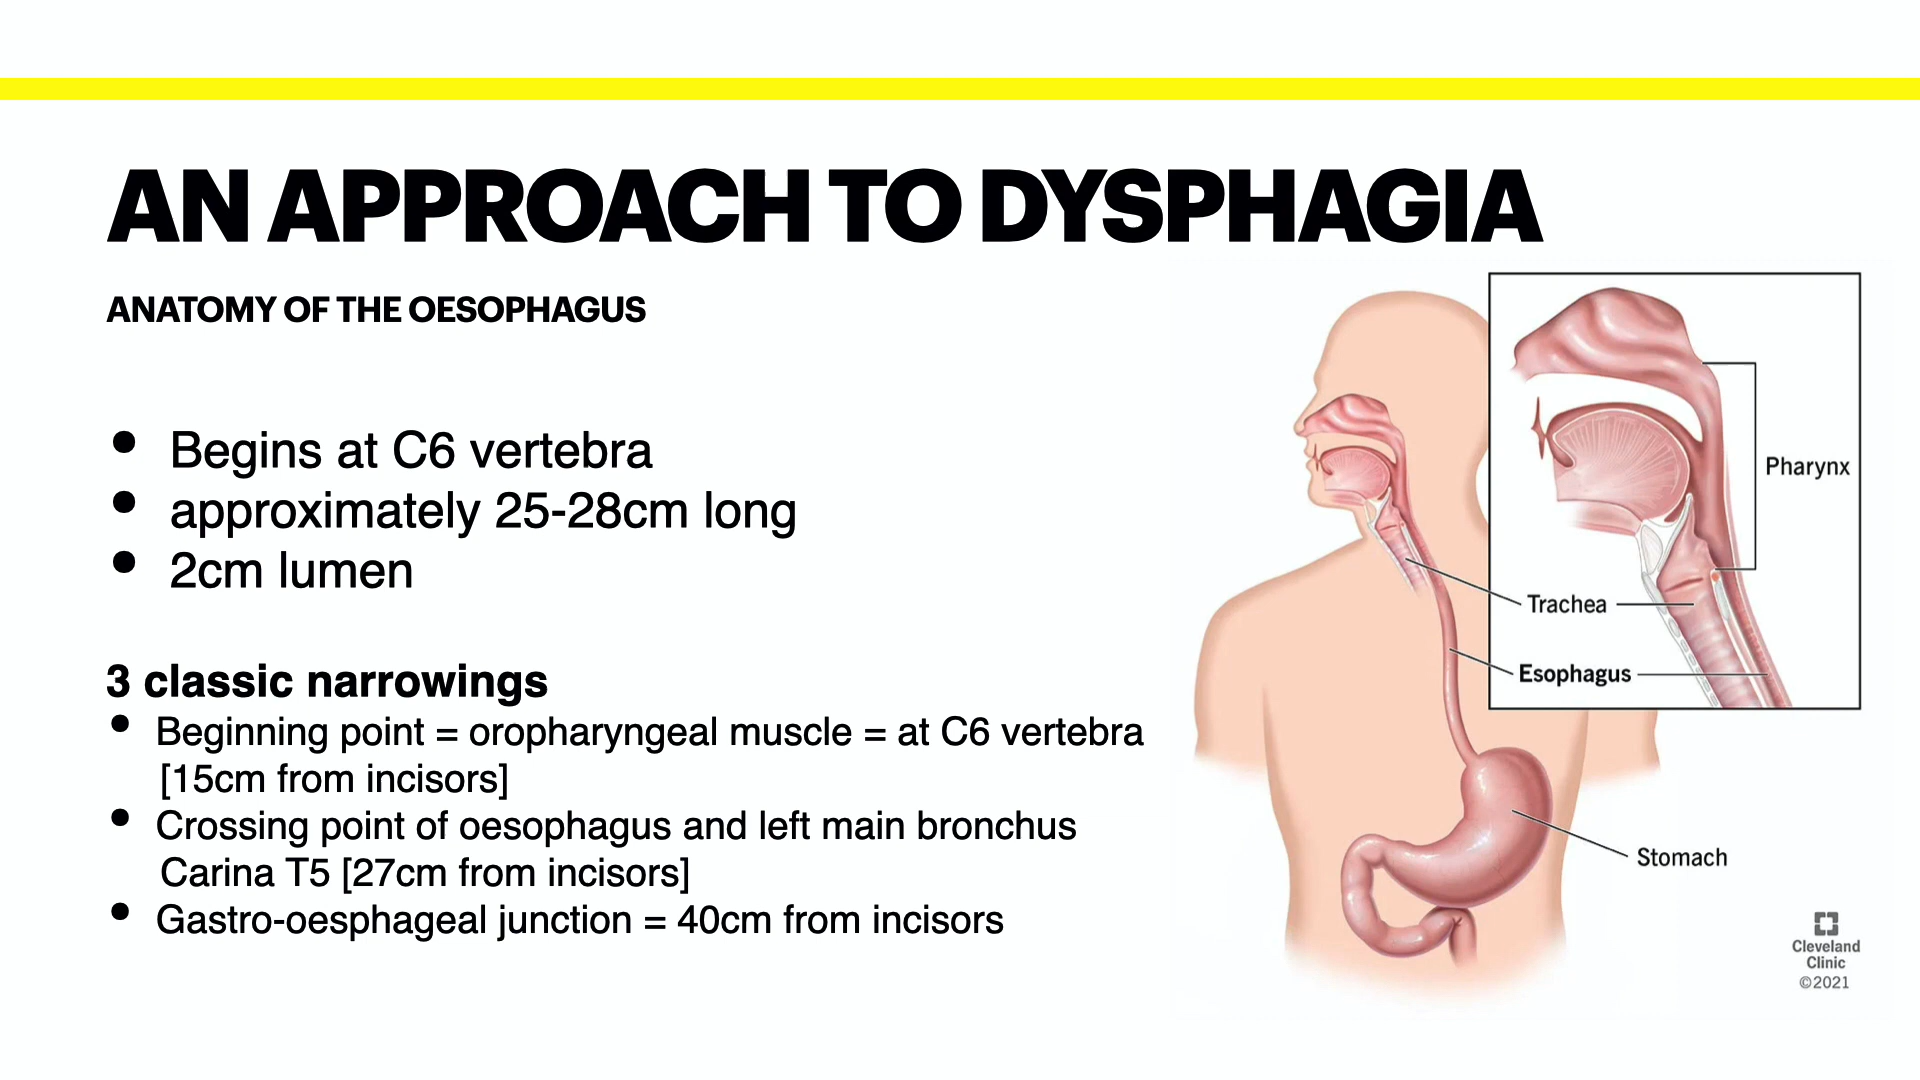 AN APPROACH TO DYSPHAGIA
ANATOMY OF THE OESOPHAGUS
• Begins at C6 vertebra
• approximately 25-28cm long
• 2cm lumen
3 classic narrowings
• Beginning point = oropharyngeal muscle = at C6 vertebra
[15cm from incisors]
• Crossing point of oesophagus and left main bronchus
Carina T5 [27cm from incisors]
• Gastro-oesphageal junction = 40cm from incisors
Pharynx
Trachea
Esophagus
Stomach
Cleveland
Clinic
©2021